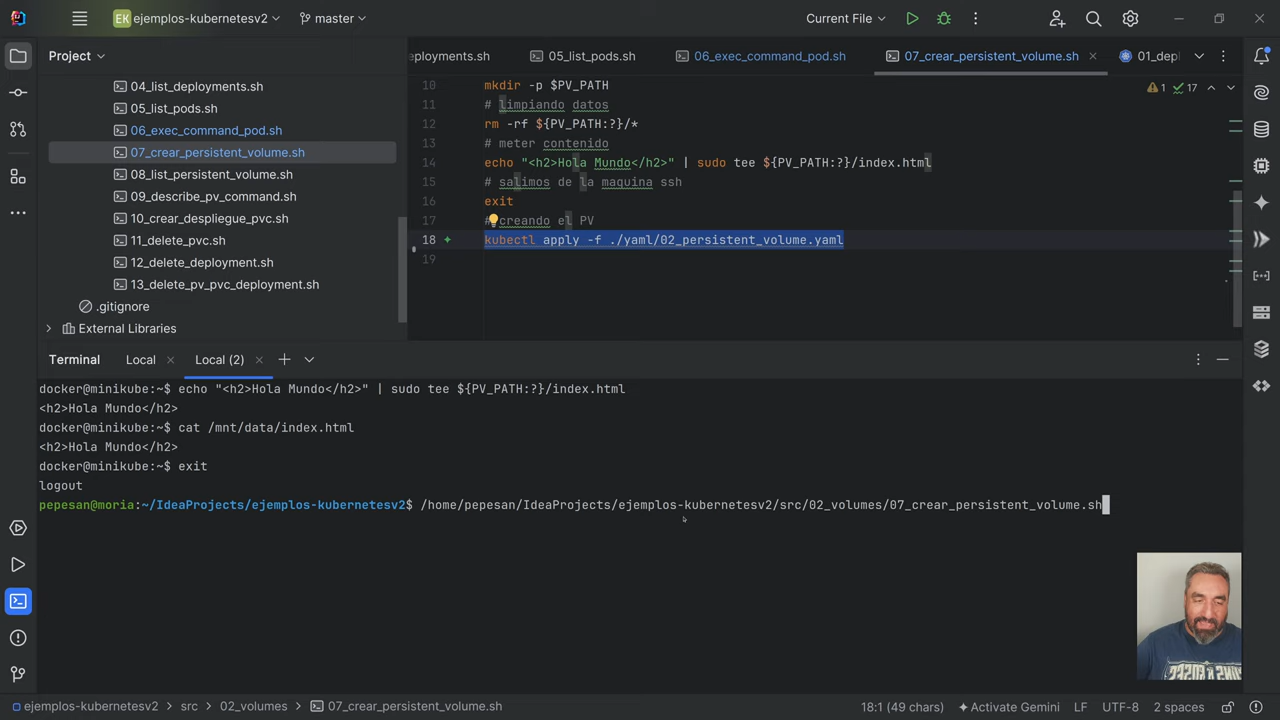 EK ejemplos-kubernetesv2 master Current File
Project
eployments.sh 05_list_pods.sh 06_exec_command_pod.sh 07_crear_persistent_volume.sh 01_depl
04_list_deployments.sh
05_list_pods.sh
06_exec_command_pod.sh
07_crear_persistent_volume.sh
08_list_persistent_volume.sh
09_describe_pv_command.sh
10_crear_despliegue_pvc.sh
11_delete_pvc.sh
12_delete_deployment.sh
13_delete_pv_pvc_deployment.sh
.gitignore
External Libraries
1 17
10 mkdir -p $PV_PATH
11 # limpiando datos
12 rm -rf ${PV_PATH:?}/*
13 # meter contenido
14 echo "<h2>Hola Mundo</h2>" | sudo tee ${PV_PATH:?}/index.html
15 # salimos de la maquina ssh
16 exit
17 # creando el PV
18 kubectl apply -f ./yaml/02_persistent_volume.yaml
19
Terminal Local Local (2)
docker@minikube:~$ echo "<h2>Hola Mundo</h2>" | sudo tee ${PV_PATH:?}/index.html
<h2>Hola Mundo</h2>
docker@minikube:~$ cat /mnt/data/index.html
<h2>Hola Mundo</h2>
docker@minikube:~$ exit
logout
pepesan@moria:~/IdeaProjects/ejemplos-kubernetesv2$ /home/pepesan/IdeaProjects/ejemplos-kubernetesv2/src/02_volumes/07_crear_persistent_volume.sh
ejemplos-kubernetesv2 > src > 02_volumes > 07_crear_persistent_volume.sh 18:1 (49 chars) Activate Gemini LF UTF-8 2 spaces